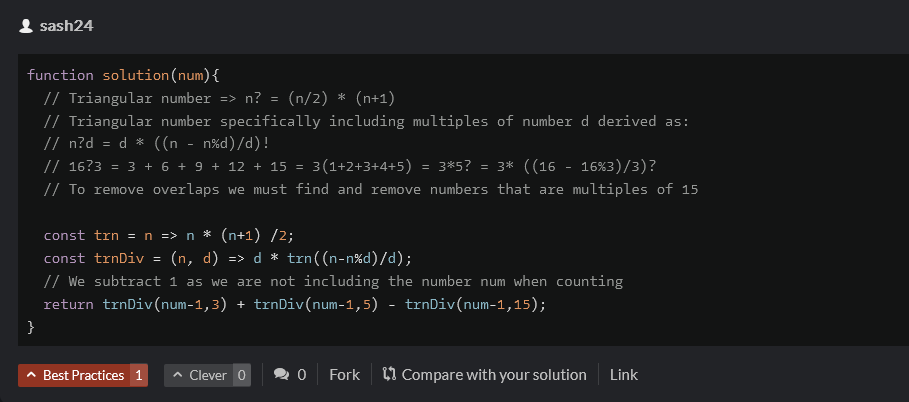 sash24
function solution(num){
  // Triangular number => n? = (n/2) * (n+1)
  // Triangular number specifically including multiples of number d derived as:
  // n?d = d * ((n - n%d)/d)!
  // 16?3 = 3 + 6 + 9 + 12 + 15 = 3(1+2+3+4+5) = 3*5? = 3* ((16 - 16%3)/3)?
  // To remove overlaps we must find and remove numbers that are multiples of 15
  const trn = n => n * (n+1) /2;
  const trnDiv = (n, d) => d * trn((n-n%d)/d);
  // We subtract 1 as we are not including the number num when counting
  return trnDiv(num-1,3) + trnDiv(num-1,5) - trnDiv(num-1,15);
}
Best Practices 1 Clever 0 0 Fork Compare with your solution Link